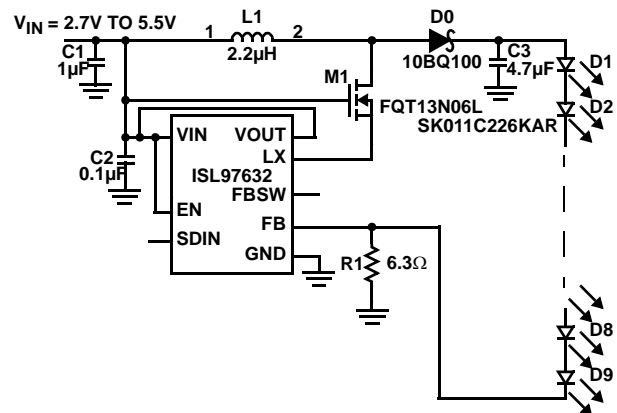 VIN = 2.7V TO 5.5V
C1
1µF
1
L1
2
2.2µH
D0
10BQ100
C3
4.7µF
D1
D2
M1
FQT13N06L
SK011C226KAR
C2
0.1µF
VIN
VOUT
LX
ISL97632
FBSW
EN
FB
SDIN
GND
R1
6.3Ω
D8
D9